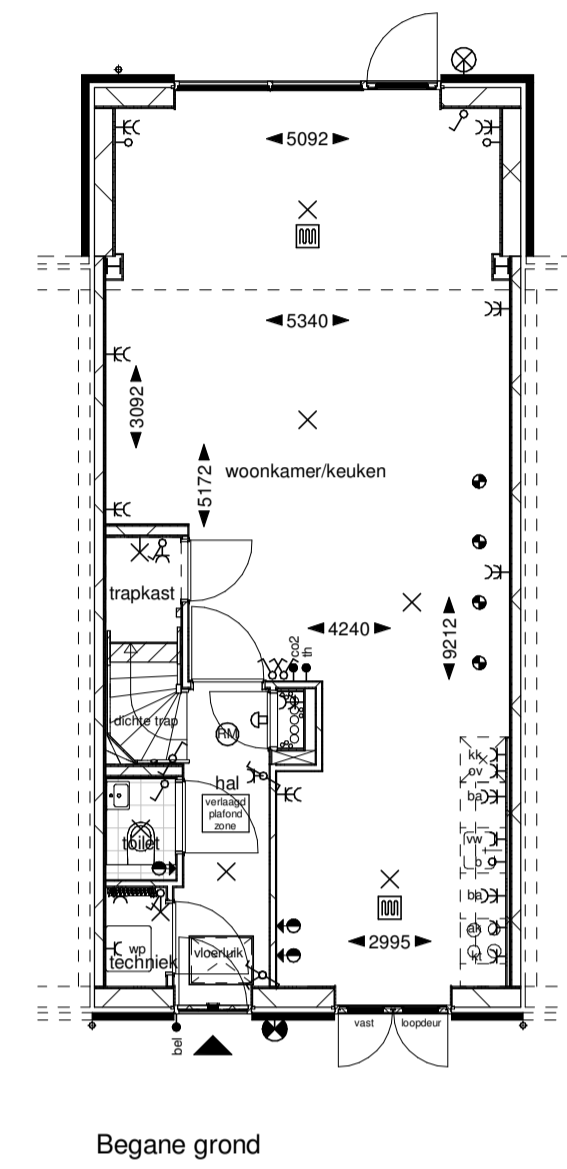 5092
5340
3092
5172
woonkamer/keuken
trapkast
4240
9212
co2
th
dichte trap
RM
hal
verlaagd
plafond
zone
kk
ov
ba
vw
toilet
ba
ak
kt
wp
techniek
vloerluik
2995
vast
loopdeur
bel
Begane grond